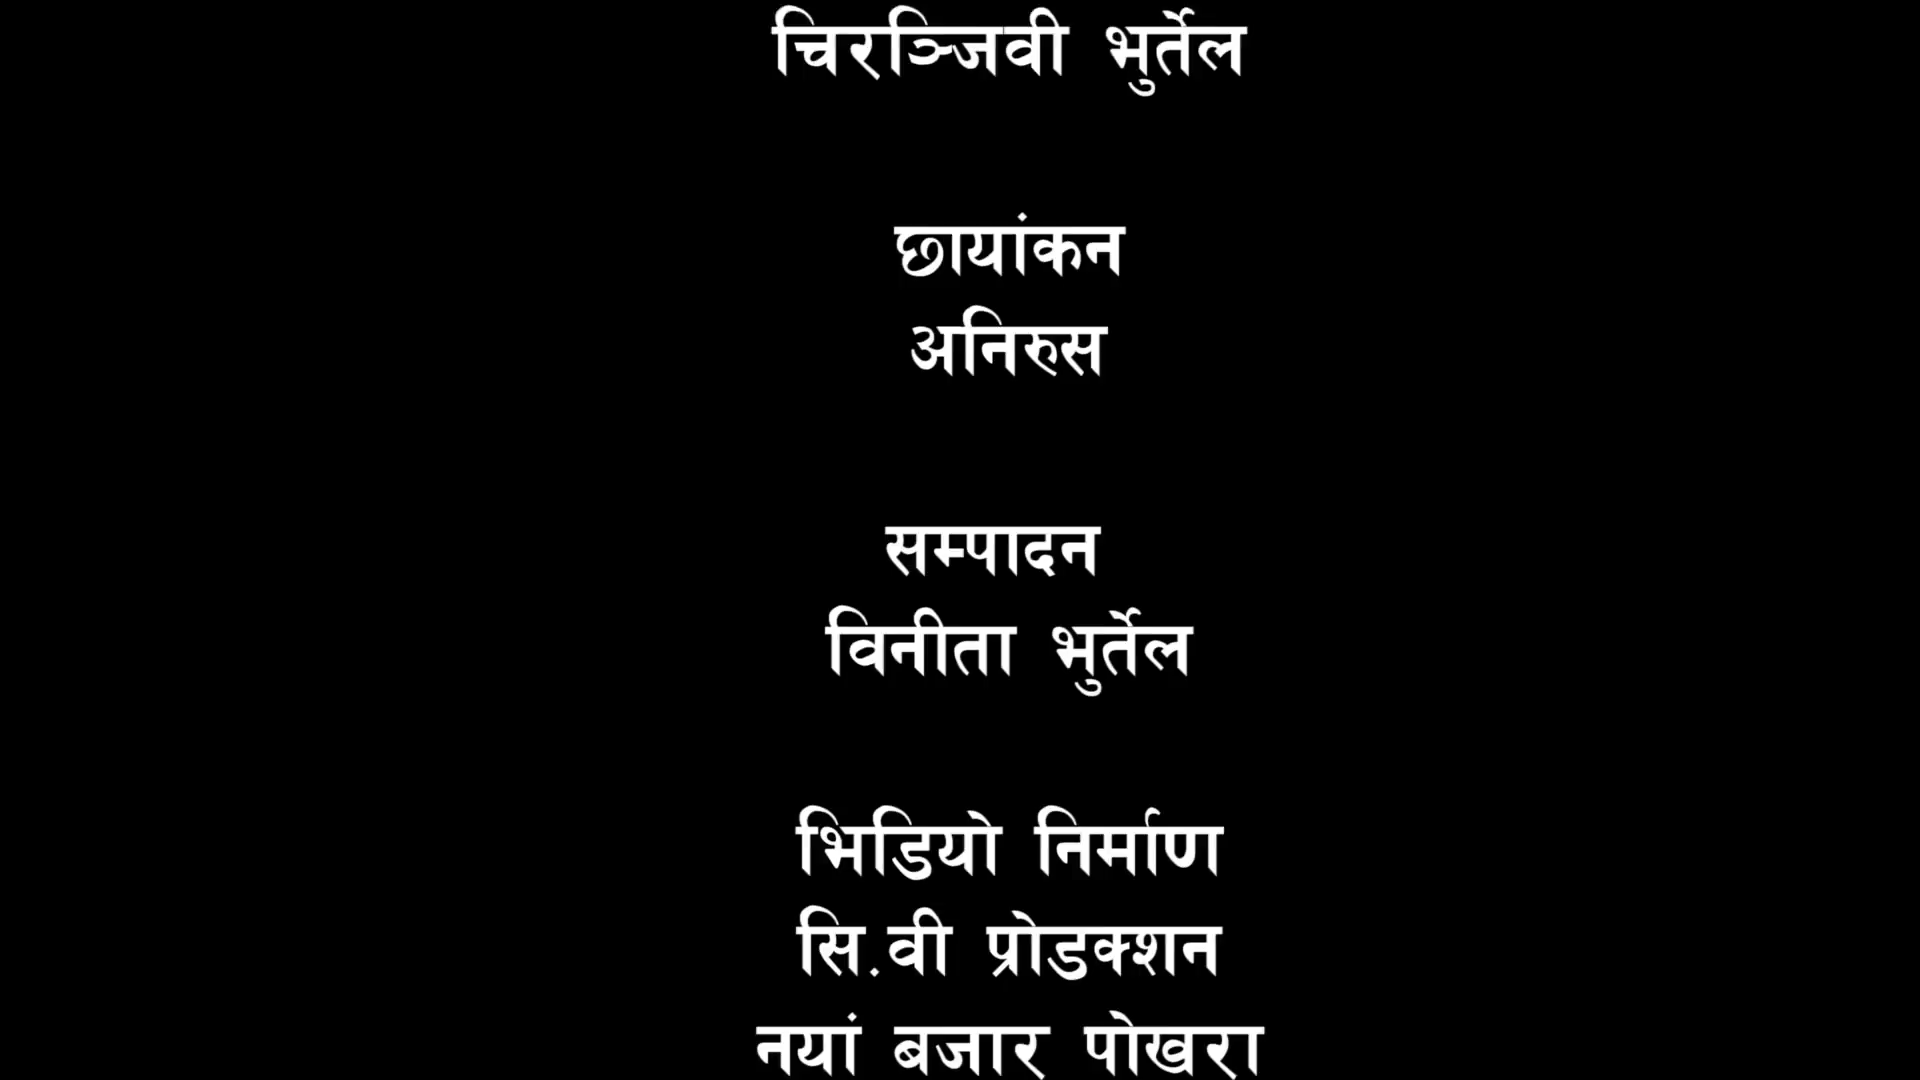 चिरञ्जिवी भुर्तेल
छायांकन
अनिरुस
सम्पादन
विनीता भुर्तेल
भिडियो निर्माण
सि.वी प्रोडक्शन
नयां बजार पोखरा